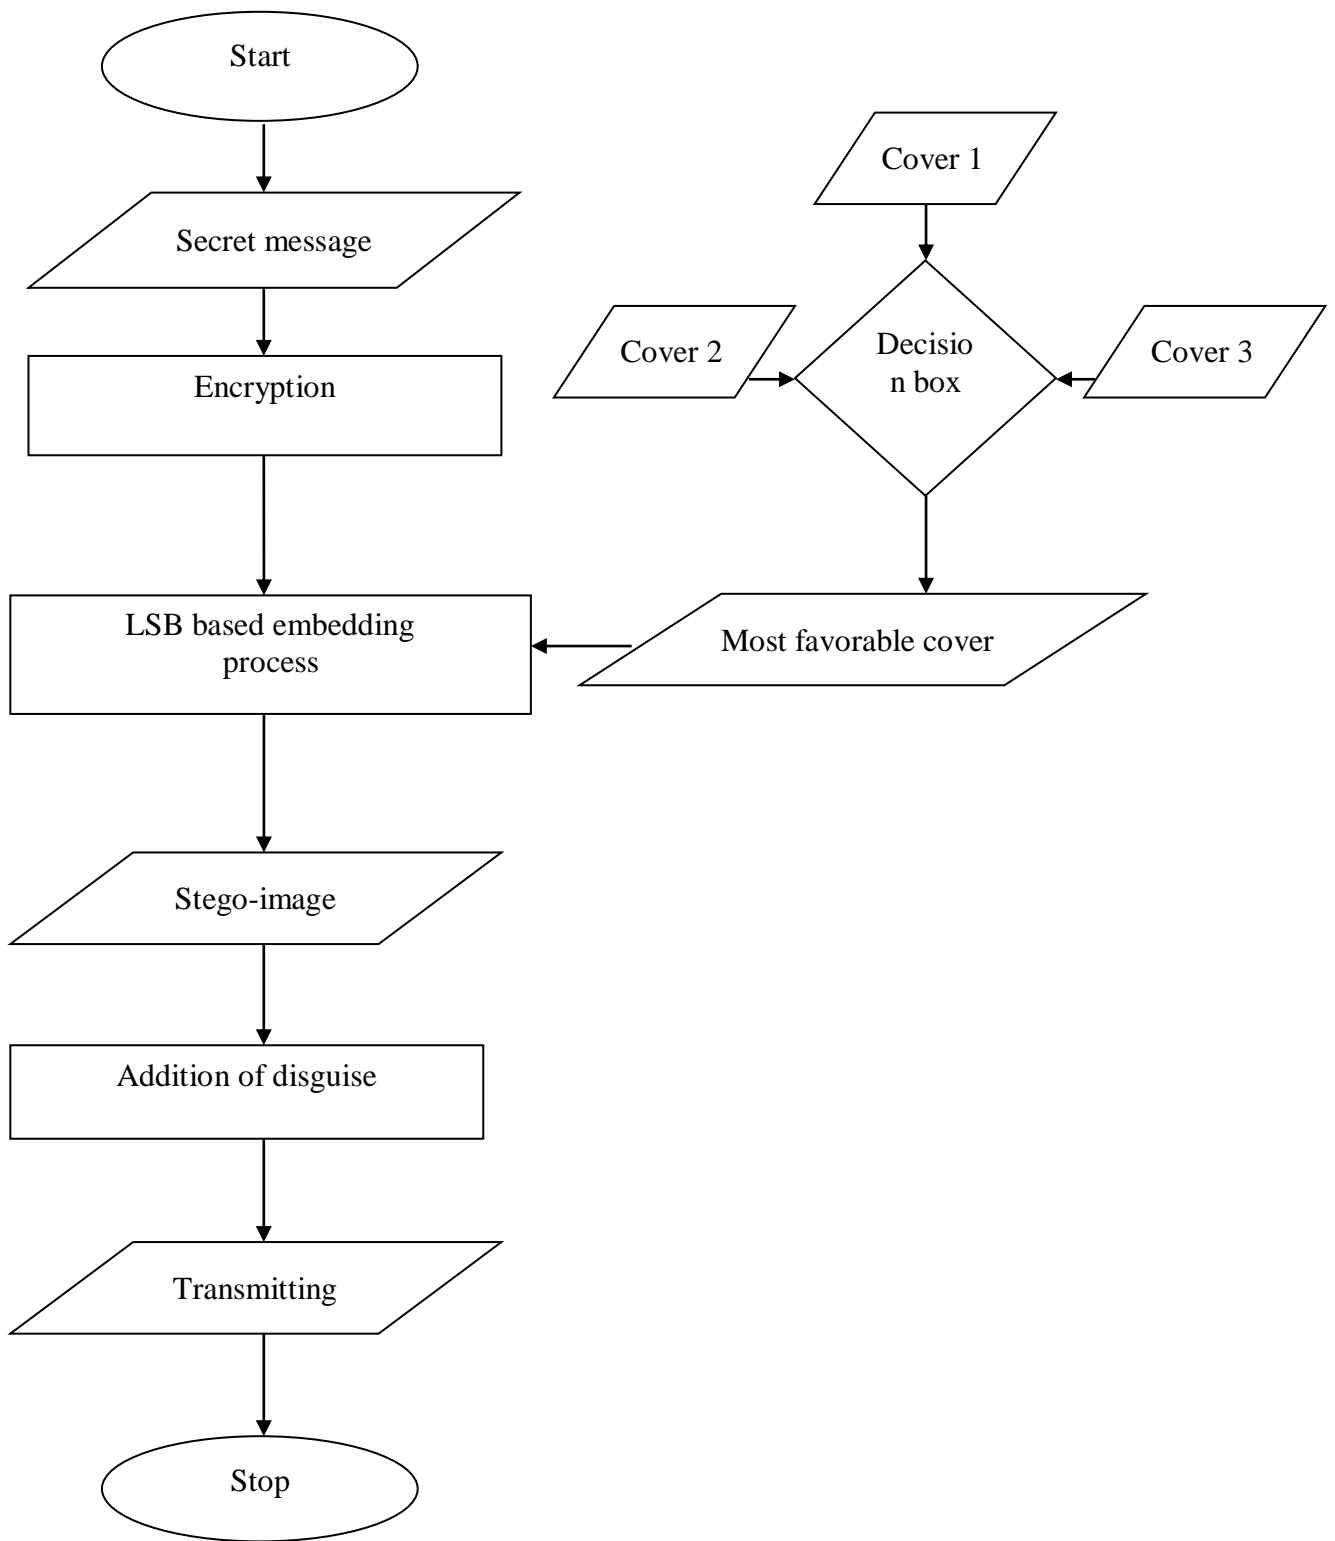 Start
Cover 1
Secret message
Cover 2
Decisio
n box
Cover 3
Encryption
LSB based embedding
process
Most favorable cover
Stego-image
Addition of disguise
Transmitting
Stop